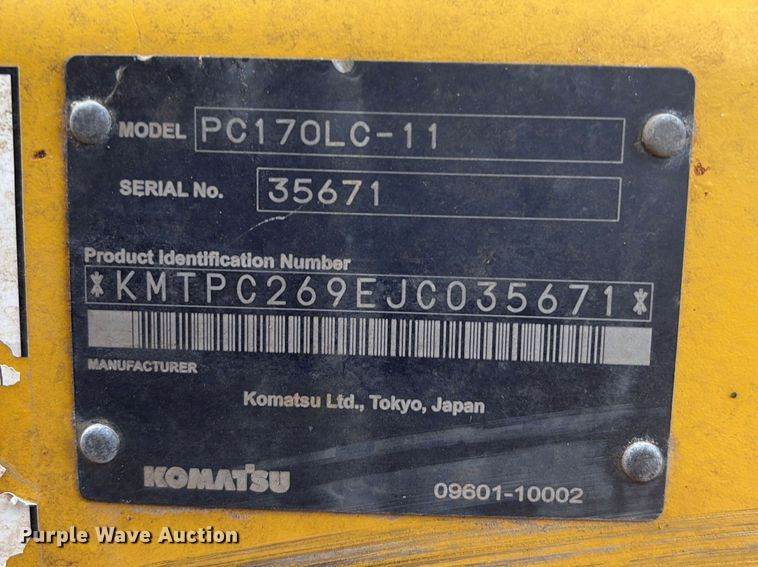 MODEL PC170LC-11
SERIAL No. 35671
Product Identification Number
*KMTPC269EJC035671*
MANUFACTURER
Komatsu Ltd., Tokyo, Japan
KOMATSU 09601-10002
Purple Wave Auction